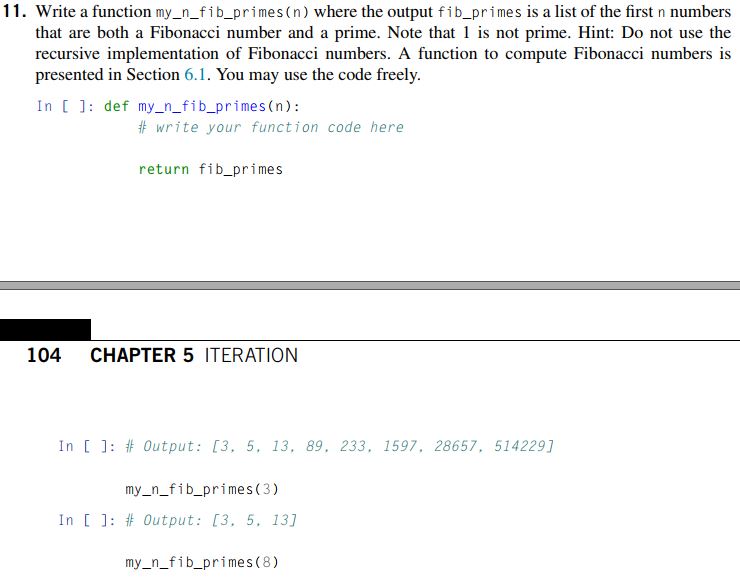 11. Write a function my_n_fib_primes(n) where the output fib_primes is a list of the first n numbers
that are both a Fibonacci number and a prime. Note that 1 is not prime. Hint: Do not use the
recursive implementation of Fibonacci numbers. A function to compute Fibonacci numbers is
presented in Section 6.1. You may use the code freely.
In [ ]: def my_n_fib_primes(n):
# write your function code here
return fib_primes
104 CHAPTER 5 ITERATION
In [ ]: # Output: [3, 5, 13, 89, 233, 1597, 28657, 514229]
my_n_fib_primes(3)
In [ ]: # Output: [3, 5, 13]
my_n_fib_primes(8)